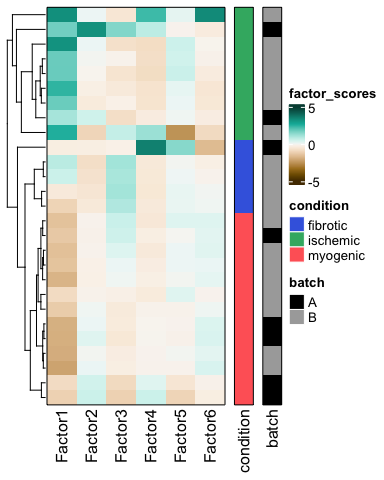 factor_scores
5
0
-5
condition
fibrotic
ischemic
myogenic
batch
A
B
Factor1
Factor2
Factor3
Factor4
Factor5
Factor6
condition
batch